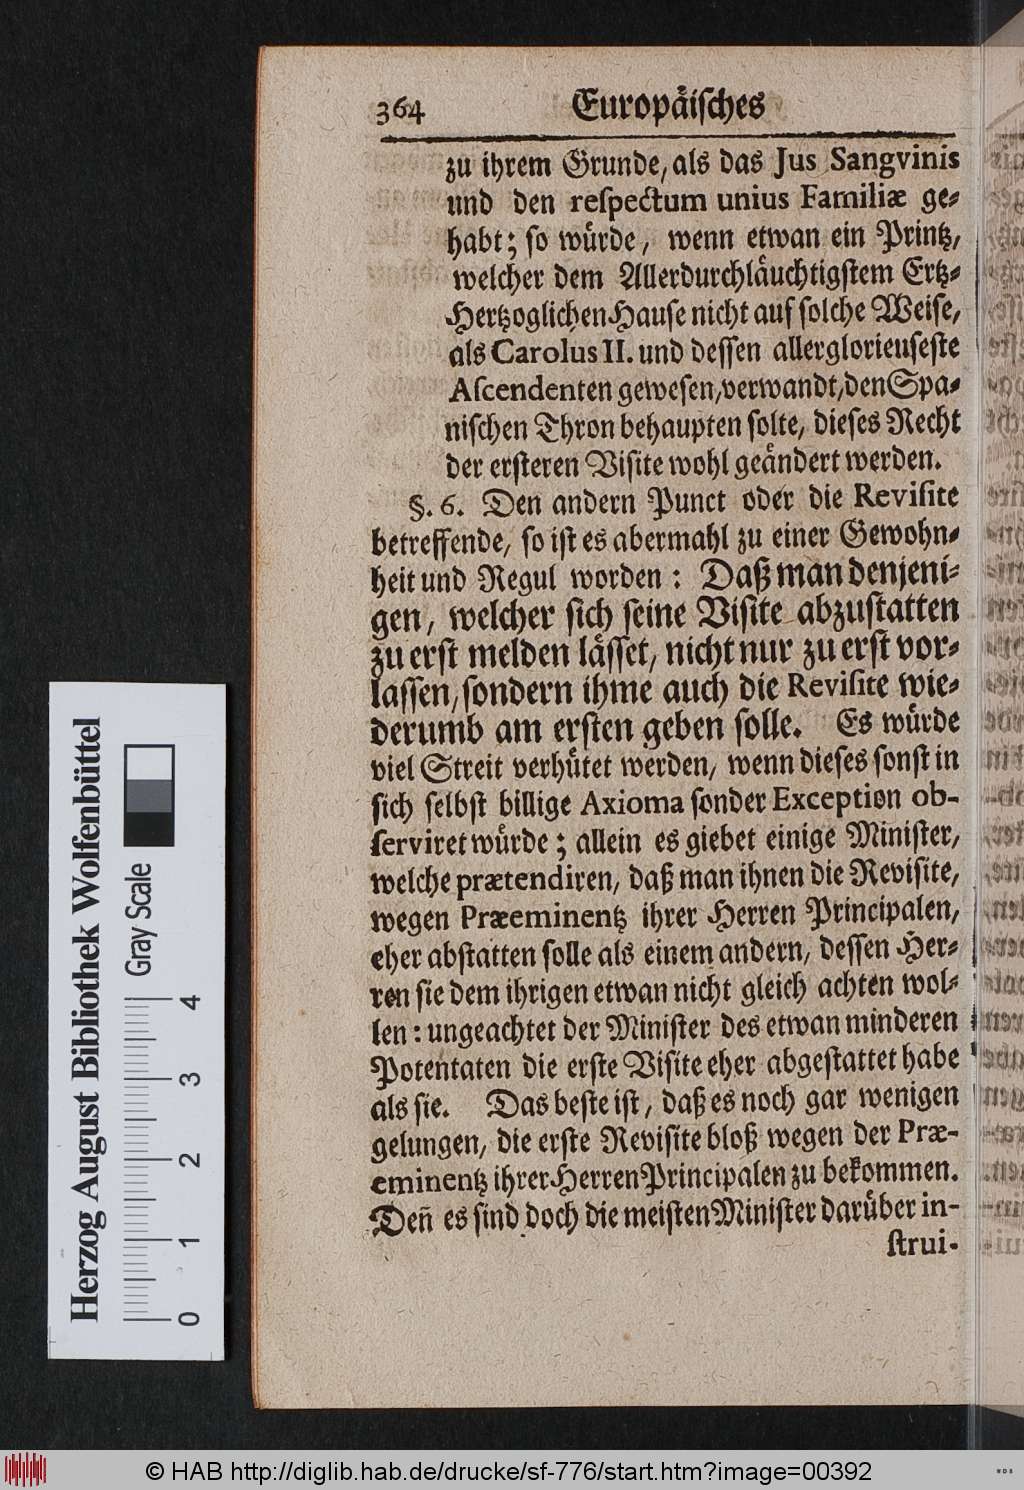 364 Europäisches
zu ihrem Grunde, als das Jus Sangvinis
und den reſpectum unius Familiæ ge-
habt; ſo würde, wenn etwan ein Printz,
welcher dem Allerdurchläuchtigſtem Ertz-
Hertzoglichen Hauſe nicht auf ſolche Weiſe,
als Carolus II. und deſſen allerglorieuſeſte
Aſcendenten geweſen, verwandt, den Spa-
niſchen Thron behaupten ſolte, dieſes Recht
der erſteren Viſite wohl geändert werden.
§. 6. Den andern Punct oder die Reviſite
betreffende, ſo iſt es abermahl zu einer Gewohn-
heit und Regul worden: Daß man denjeni-
gen, welcher ſich ſeine Viſite abzuſtatten
zu erſt melden läſſet, nicht nur zu erſt vor-
laſſen, ſondern ihme auch die Reviſite wie-
derumb am erſten geben ſolle. Es würde
viel Streit verhütet werden, wenn dieſes ſonſt in
ſich ſelbſt billige Axioma ſonder Exception ob-
ſerviret würde; allein es giebet einige Miniſter,
welche prætendiren, daß man ihnen die Reviſite,
wegen Præeminentz ihrer Herren Principalen,
eher abſtatten ſolle als einem andern, deſſen Her-
ren ſie dem ihrigen etwan nicht gleich achten wol-
len: ungeachtet der Miniſter des etwan minderen
Potentaten die erſte Viſite eher abgeſtattet habe
als ſie. Das beſte iſt, daß es noch gar wenigen
gelungen, die erſte Reviſite bloß wegen der Præ-
eminentz ihrer Herren Principalen zu bekommen.
Den̄ es ſind doch die meiſten Miniſter darüber in-
ſtrui-
Herzog August Bibliothek Wolfenbüttel
Gray Scale
0 1 2 3 4
© HAB http://diglib.hab.de/drucke/sf-776/start.htm?image=00392